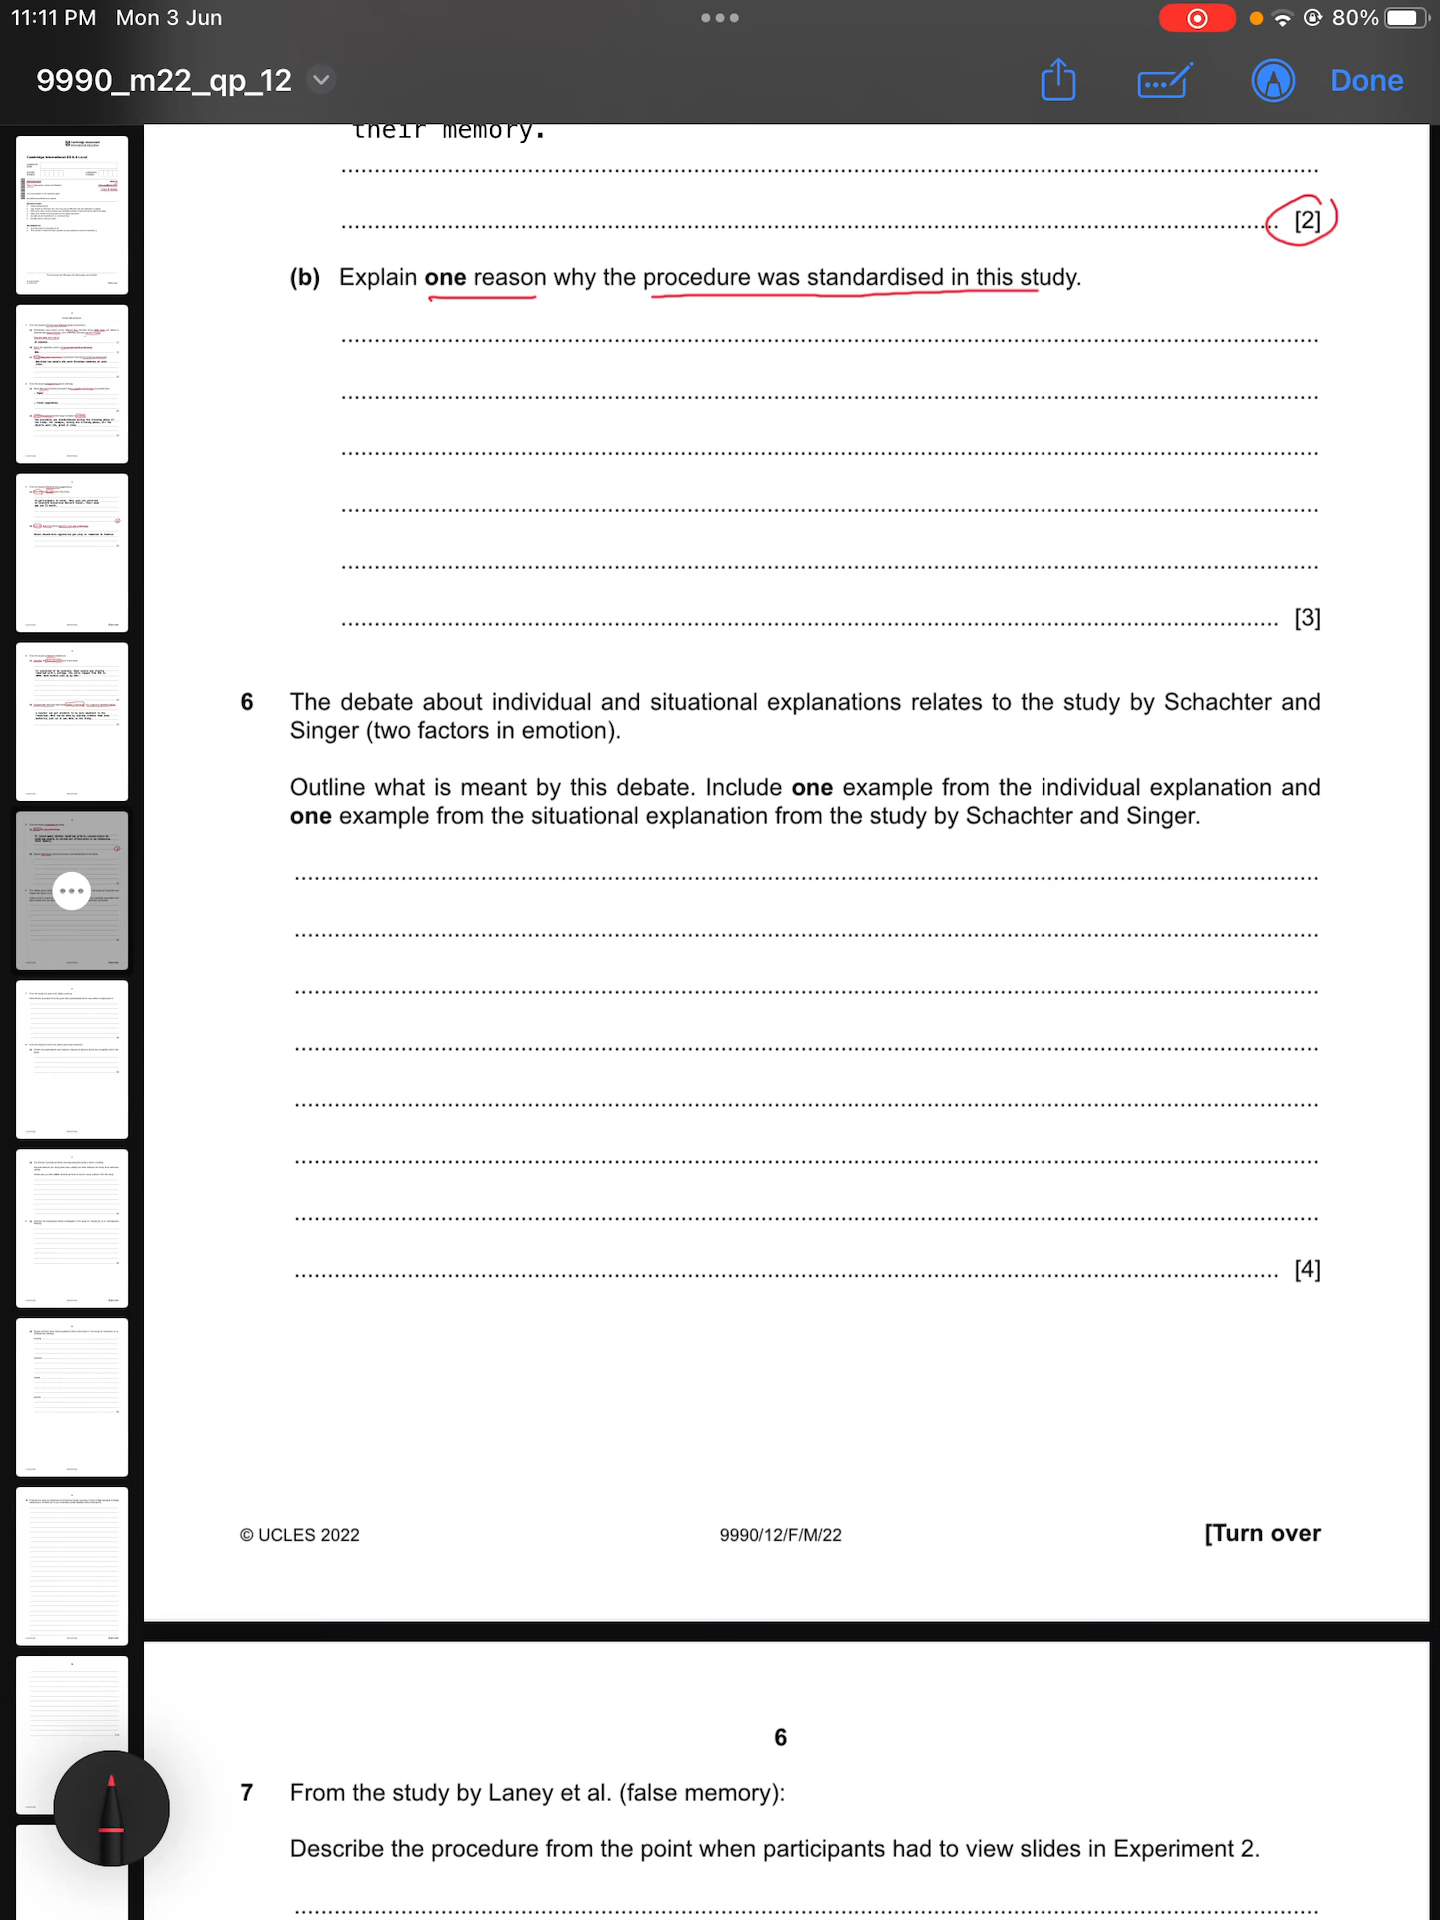 11:11 PM Mon 3 Jun
80%
9990_m22_qp_12
Done
their memory.
[2]
(b) Explain one reason why the procedure was standardised in this study.
[3]
6 The debate about individual and situational explanations relates to the study by Schachter and
Singer (two factors in emotion).
Outline what is meant by this debate. Include one example from the individual explanation and
one example from the situational explanation from the study by Schachter and Singer.
[4]
© UCLES 2022
9990/12/F/M/22
[Turn over
6
7 From the study by Laney et al. (false memory):
Describe the procedure from the point when participants had to view slides in Experiment 2.